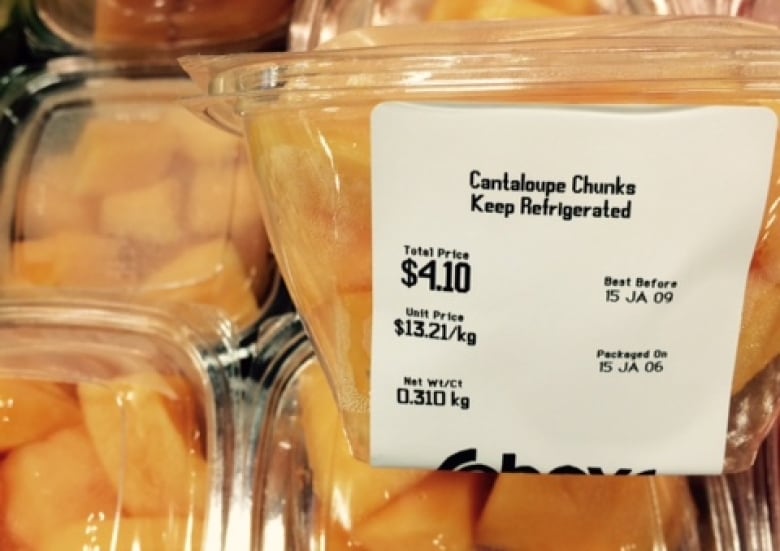 Cantaloupe Chunks
Keep Refrigerated
Total Price
$4.10
Unit Price
$13.21/kg
Net Wt/Ct
0.310 kg
Best Before
15 JA 09
Packaged On
15 JA 06